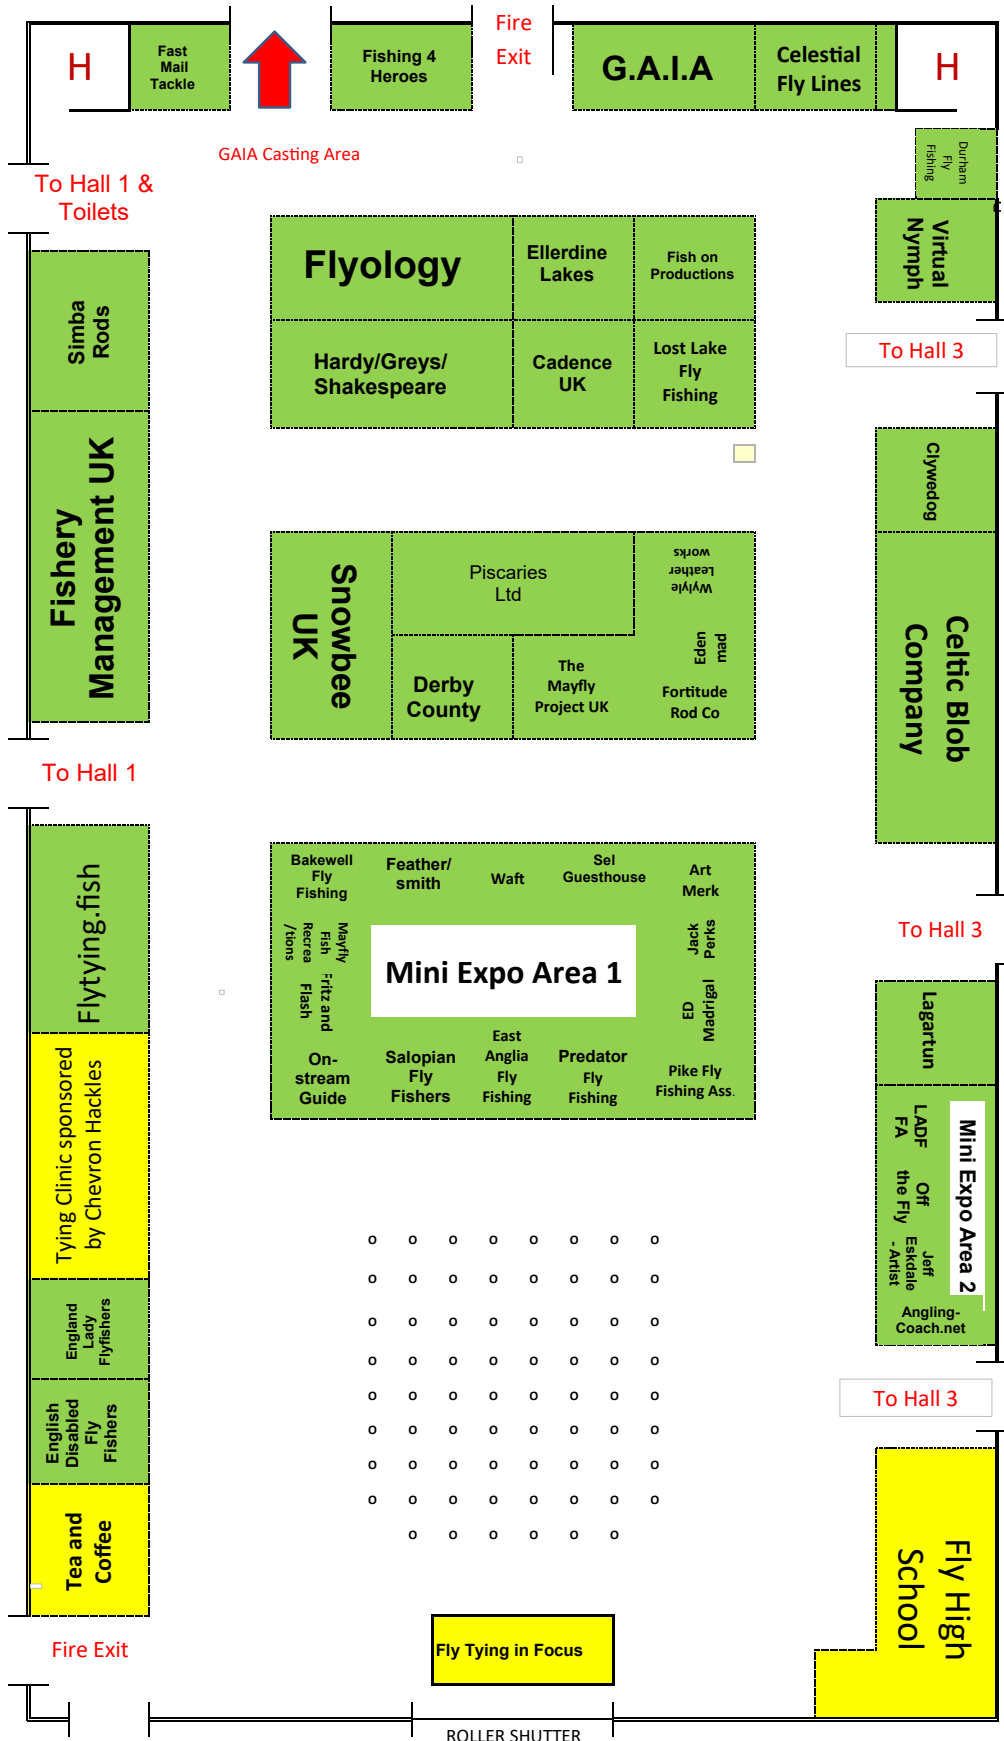 H
Fast
Mail
Tackle
Fishing 4
Heroes
Fire
Exit
G.A.I.A
Celestial
Fly Lines
H
GAIA Casting Area
Durham
Fly
Fishing
To Hall 1 &
Toilets
Virtual
Nymph
Simba
Rods
Flyology
Ellerdine
Lakes
Fish on
Productions
Hardy/Greys/
Shakespeare
Cadence
UK
Lost Lake
Fly
Fishing
To Hall 3
Fishery
Management UK
Clywedog
Snowbee
UK
Piscaries
Ltd
Wylyle
Leather
works
Eden
mad
Derby
County
The
Mayfly
Project UK
Fortitude
Rod Co
Celtic Blob
Company
To Hall 1
Flytying.fish
Bakewell
Fly
Fishing
Feather/
smith
Waft
Sel
Guesthouse
Art
Merk
Mayfly
Fish
Recrea
/tions
Jack
Perks
Mini Expo Area 1
Fritz and
Flash
ED
Madrigal
On-
stream
Guide
Salopian
Fly
Fishers
East
Anglia
Fly
Fishing
Predator
Fly
Fishing
Pike Fly
Fishing Ass.
To Hall 3
Lagartun
Tying Clinic sponsored
by Chevron Hackles
Mini Expo Area 2
LADF
FA
Off
the Fly
Jeff
Eskdale
- Artist
Angling-
Coach.net
England
Lady
Flyfishers
English
Disabled
Fly
Fishers
To Hall 3
Tea and
Coffee
Fly High
School
Fire Exit
Fly Tying in Focus
ROLLER SHUTTER